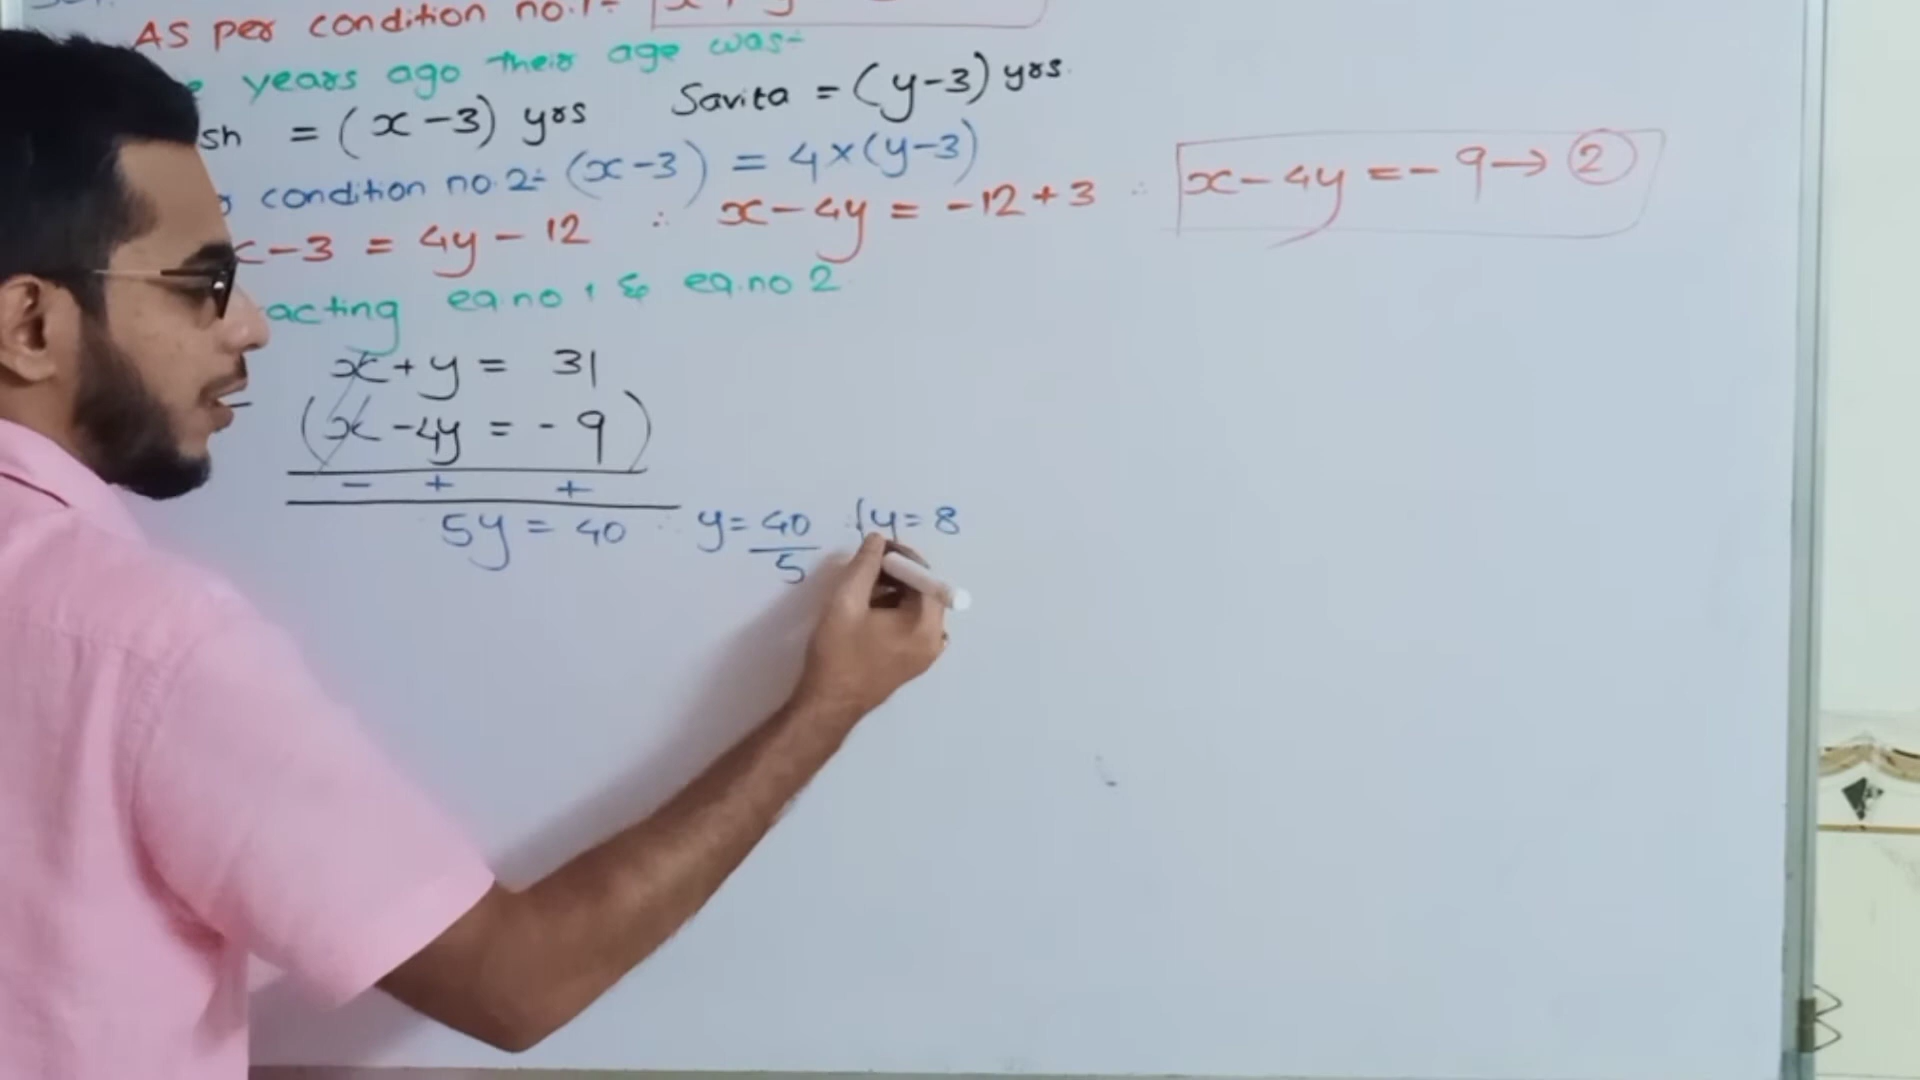 As per condition no.1÷
years ago their age was-
sh = (x-3) yrs Savita = (y-3) yrs.
condition no.2÷ (x-3) = 4×(y-3)
x-3 = 4y-12 ∴ x-4y = -12+3 ∴ x-4y = -9→②
acting eq.no 1 & eq.no 2
x+y = 31
- (x-4y = -9)
- + +
5y = 40 ∴ y=40/5 y=8